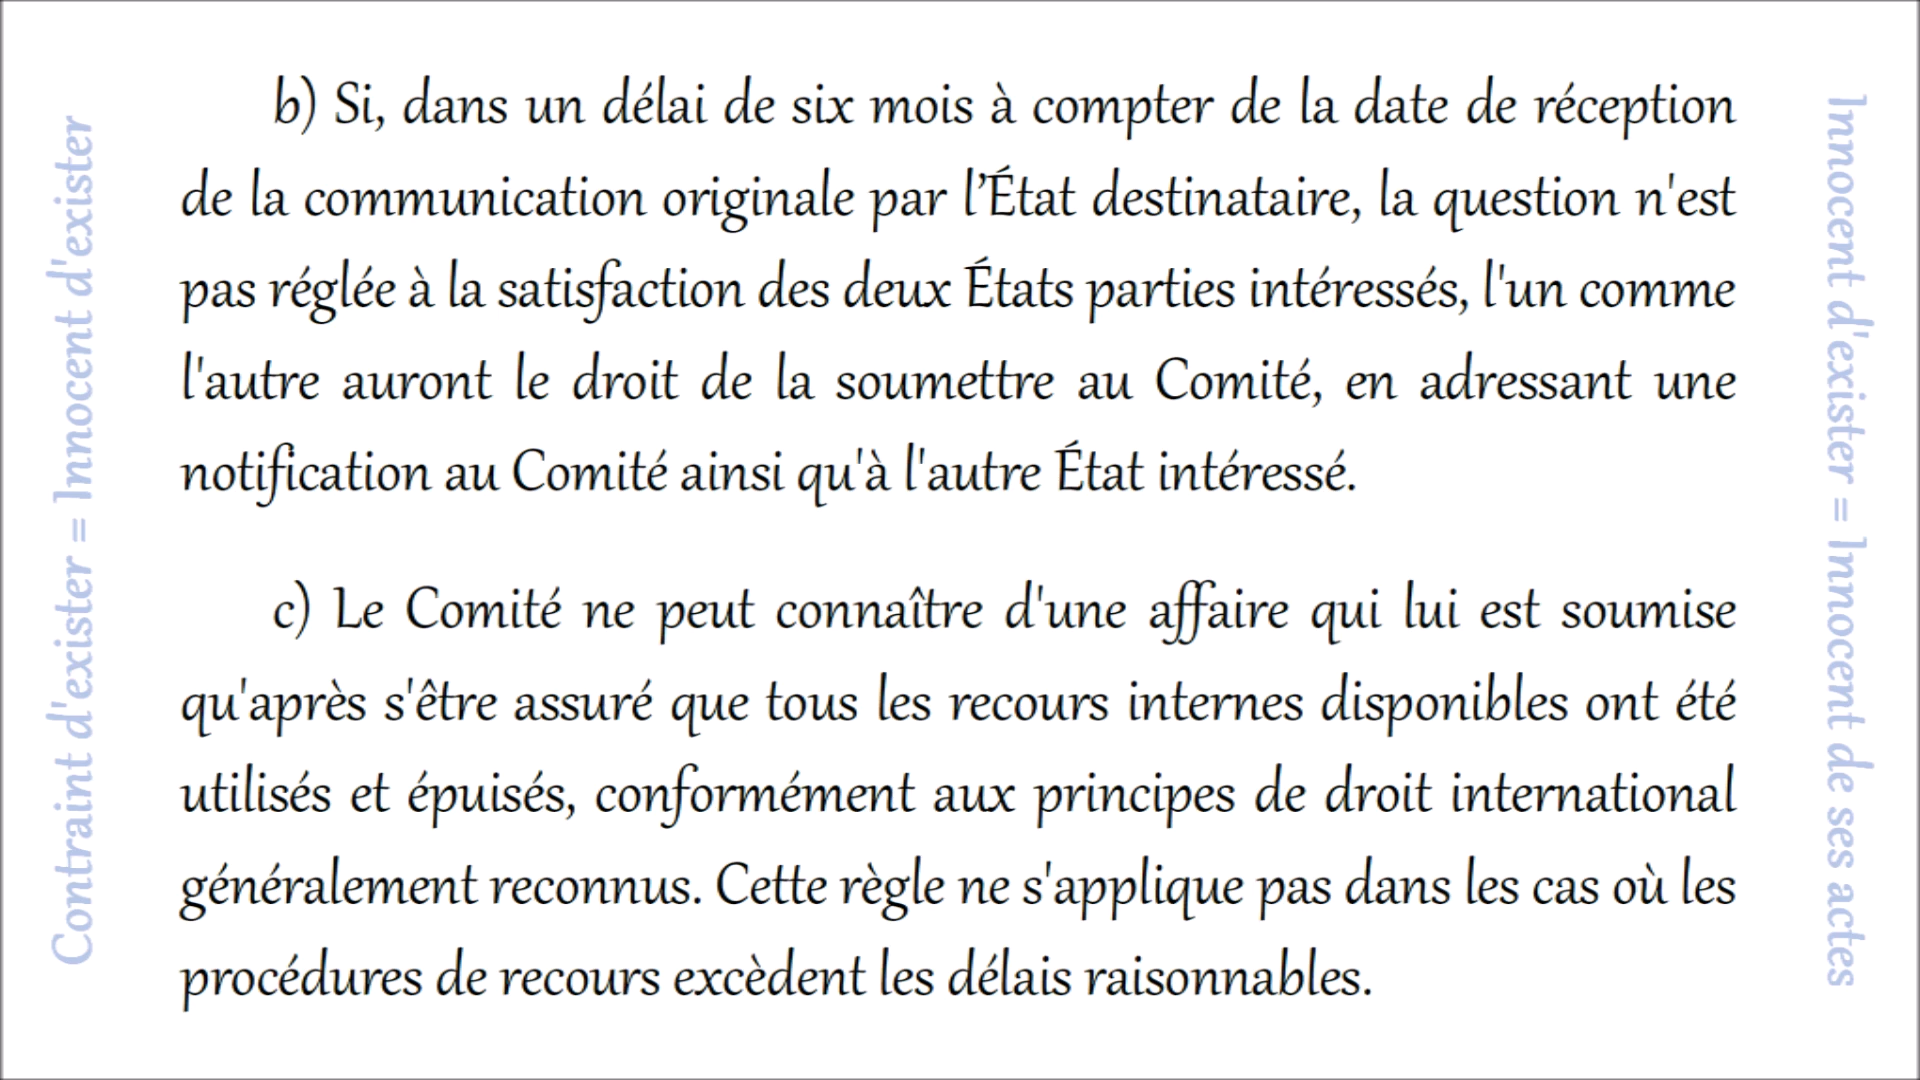 Contraint d'exister = Innocent d'exister
b) Si, dans un délai de six mois à compter de la date de réception
de la communication originale par l’État destinataire, la question n'est
pas réglée à la satisfaction des deux États parties intéressés, l'un comme
l'autre auront le droit de la soumettre au Comité, en adressant une
notification au Comité ainsi qu'à l'autre État intéressé.
c) Le Comité ne peut connaître d'une affaire qui lui est soumise
qu'après s'être assuré que tous les recours internes disponibles ont été
utilisés et épuisés, conformément aux principes de droit international
généralement reconnus. Cette règle ne s'applique pas dans les cas où les
procédures de recours excèdent les délais raisonnables.
Innocent d'exister = Innocent de ses actes